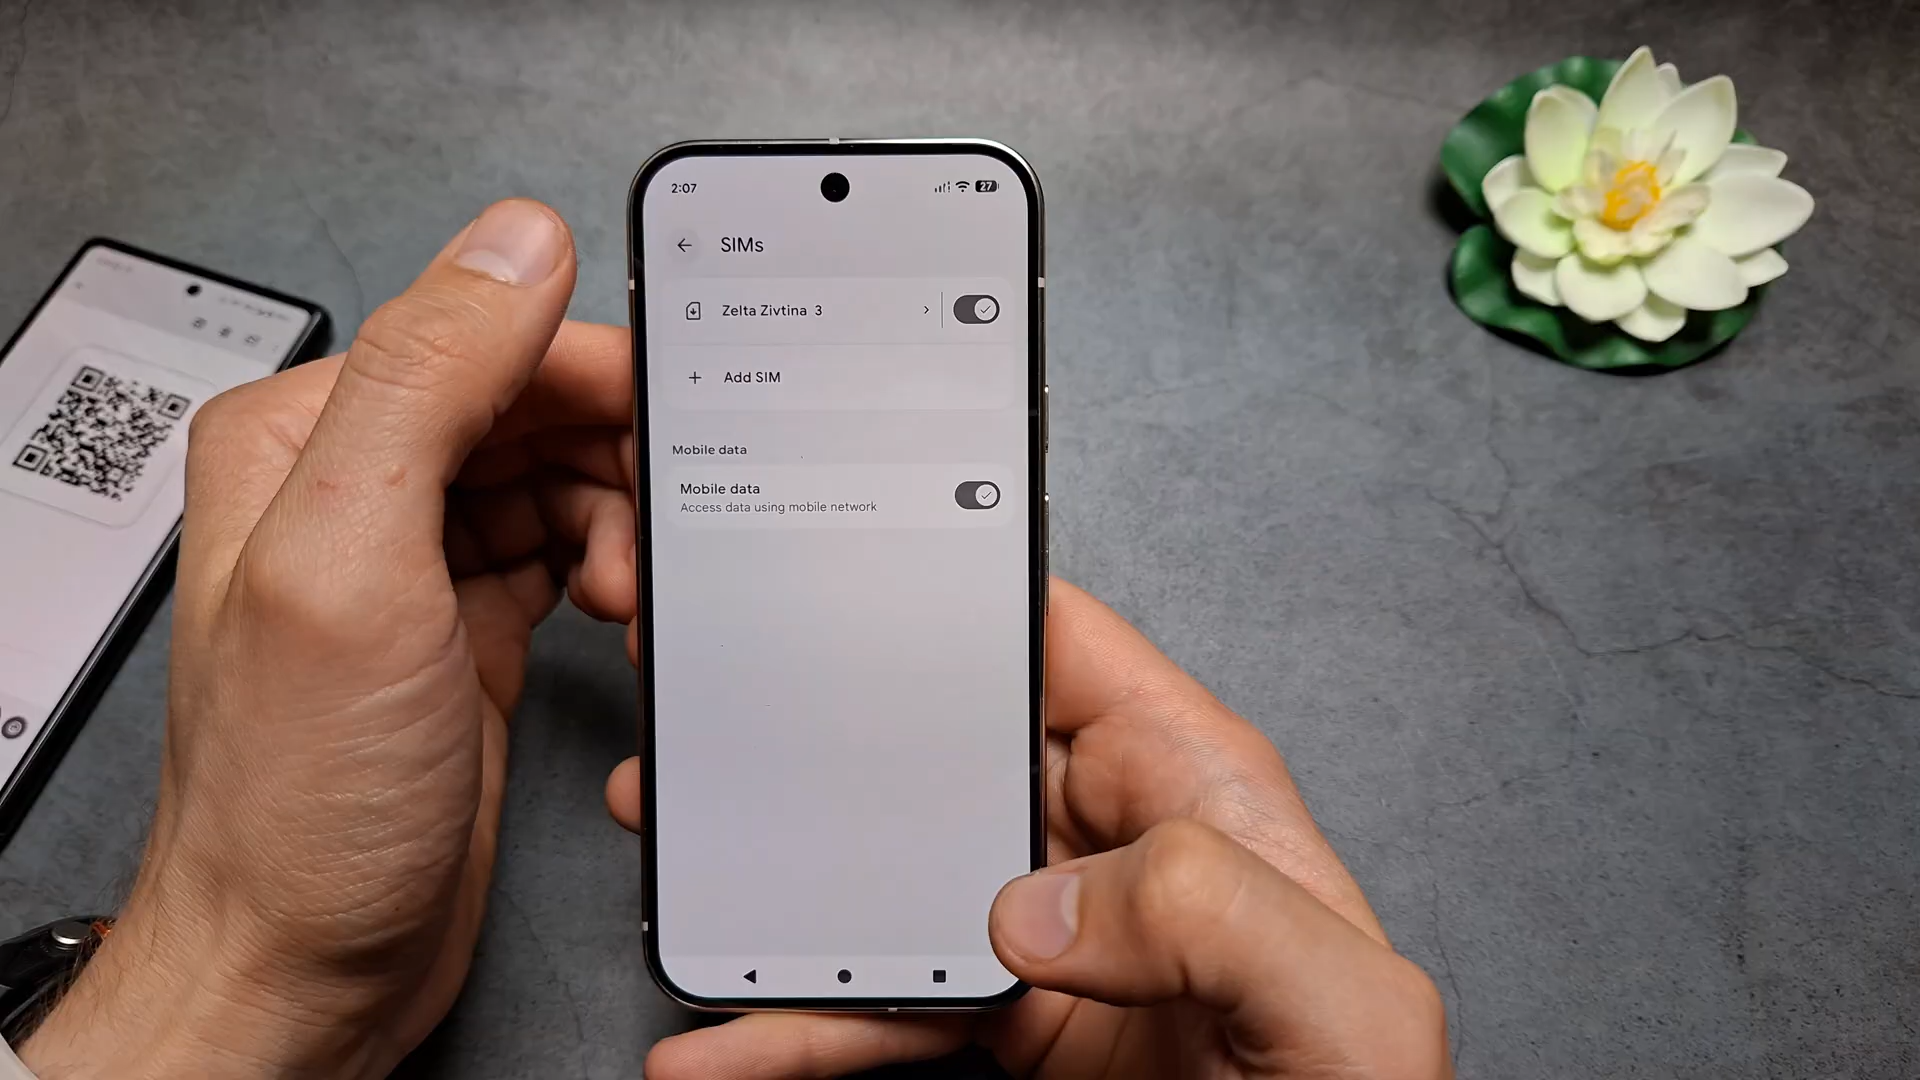 2:07
27
SIMs
Zelta Zivtina 3
Add SIM
Mobile data
Mobile data
Access data using mobile network